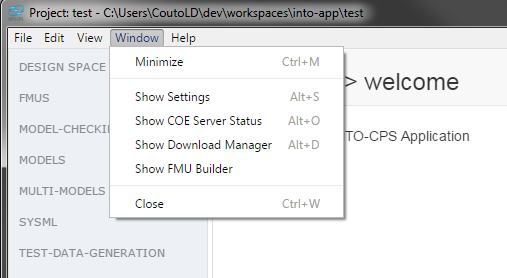 Project: test - C:\Users\CoutoLD\dev\workspaces\into-app\test
File Edit View Window Help
Minimize Ctrl+M
Show Settings Alt+S
Show COE Server Status Alt+O
Show Download Manager Alt+D
Show FMU Builder
Close Ctrl+W
DESIGN SPACE
FMUS
MODEL-CHECKIN
MODELS
MULTI-MODELS
SYSML
TEST-DATA-GENERATION
> welcome
TO-CPS Application